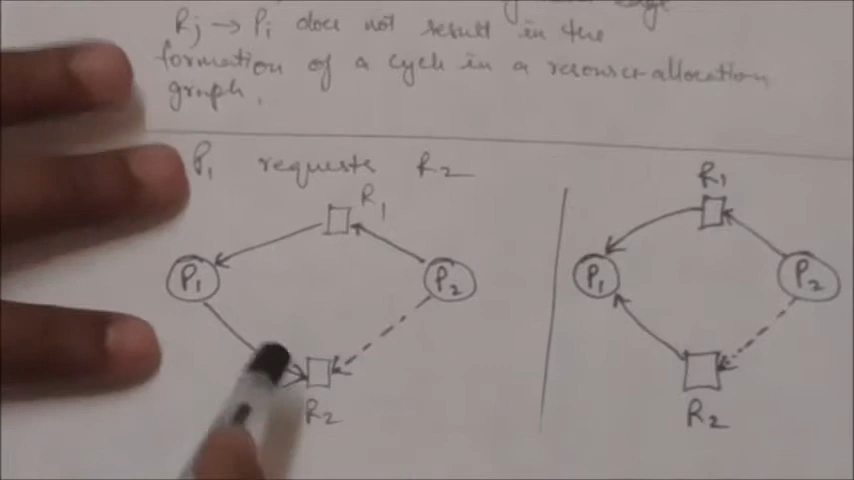 edge
Rj → Pi does not result in the
formation of a cycle in a resource-allocation
graph.
P1 requests R2
R1
P1
P2
R2
R1
P1
P2
R2